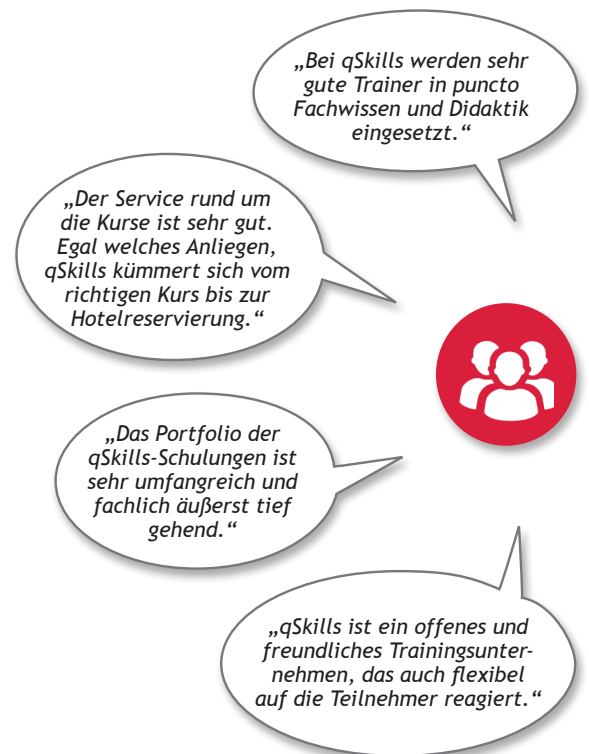 „Bei qSkills werden sehr
gute Trainer in puncto
Fachwissen und Didaktik
eingesetzt.“
„Der Service rund um
die Kurse ist sehr gut.
Egal welches Anliegen,
qSkills kümmert sich vom
richtigen Kurs bis zur
Hotelreservierung.“
„Das Portfolio der
qSkills-Schulungen ist
sehr umfangreich und
fachlich äußerst tief
gehend.“
„qSkills ist ein offenes und
freundliches Trainingsunter-
nehmen, das auch flexibel
auf die Teilnehmer reagiert.“